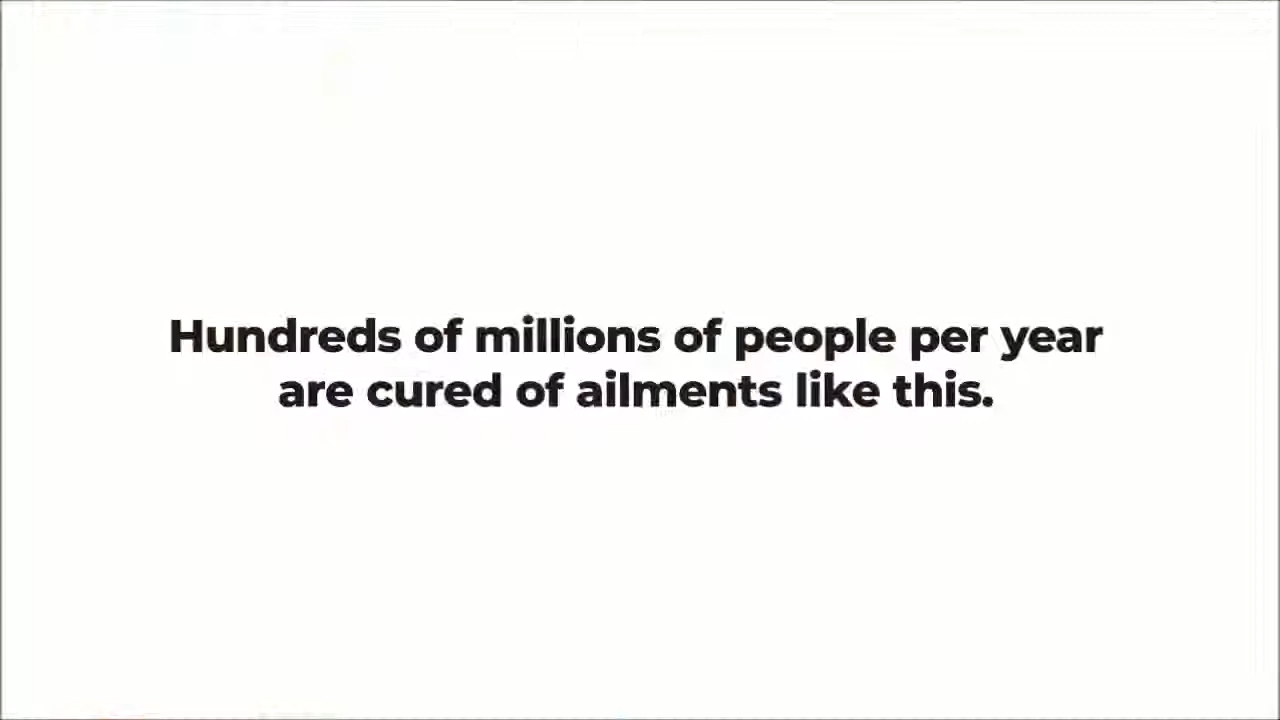 Hundreds of millions of people per year
are cured of ailments like this.